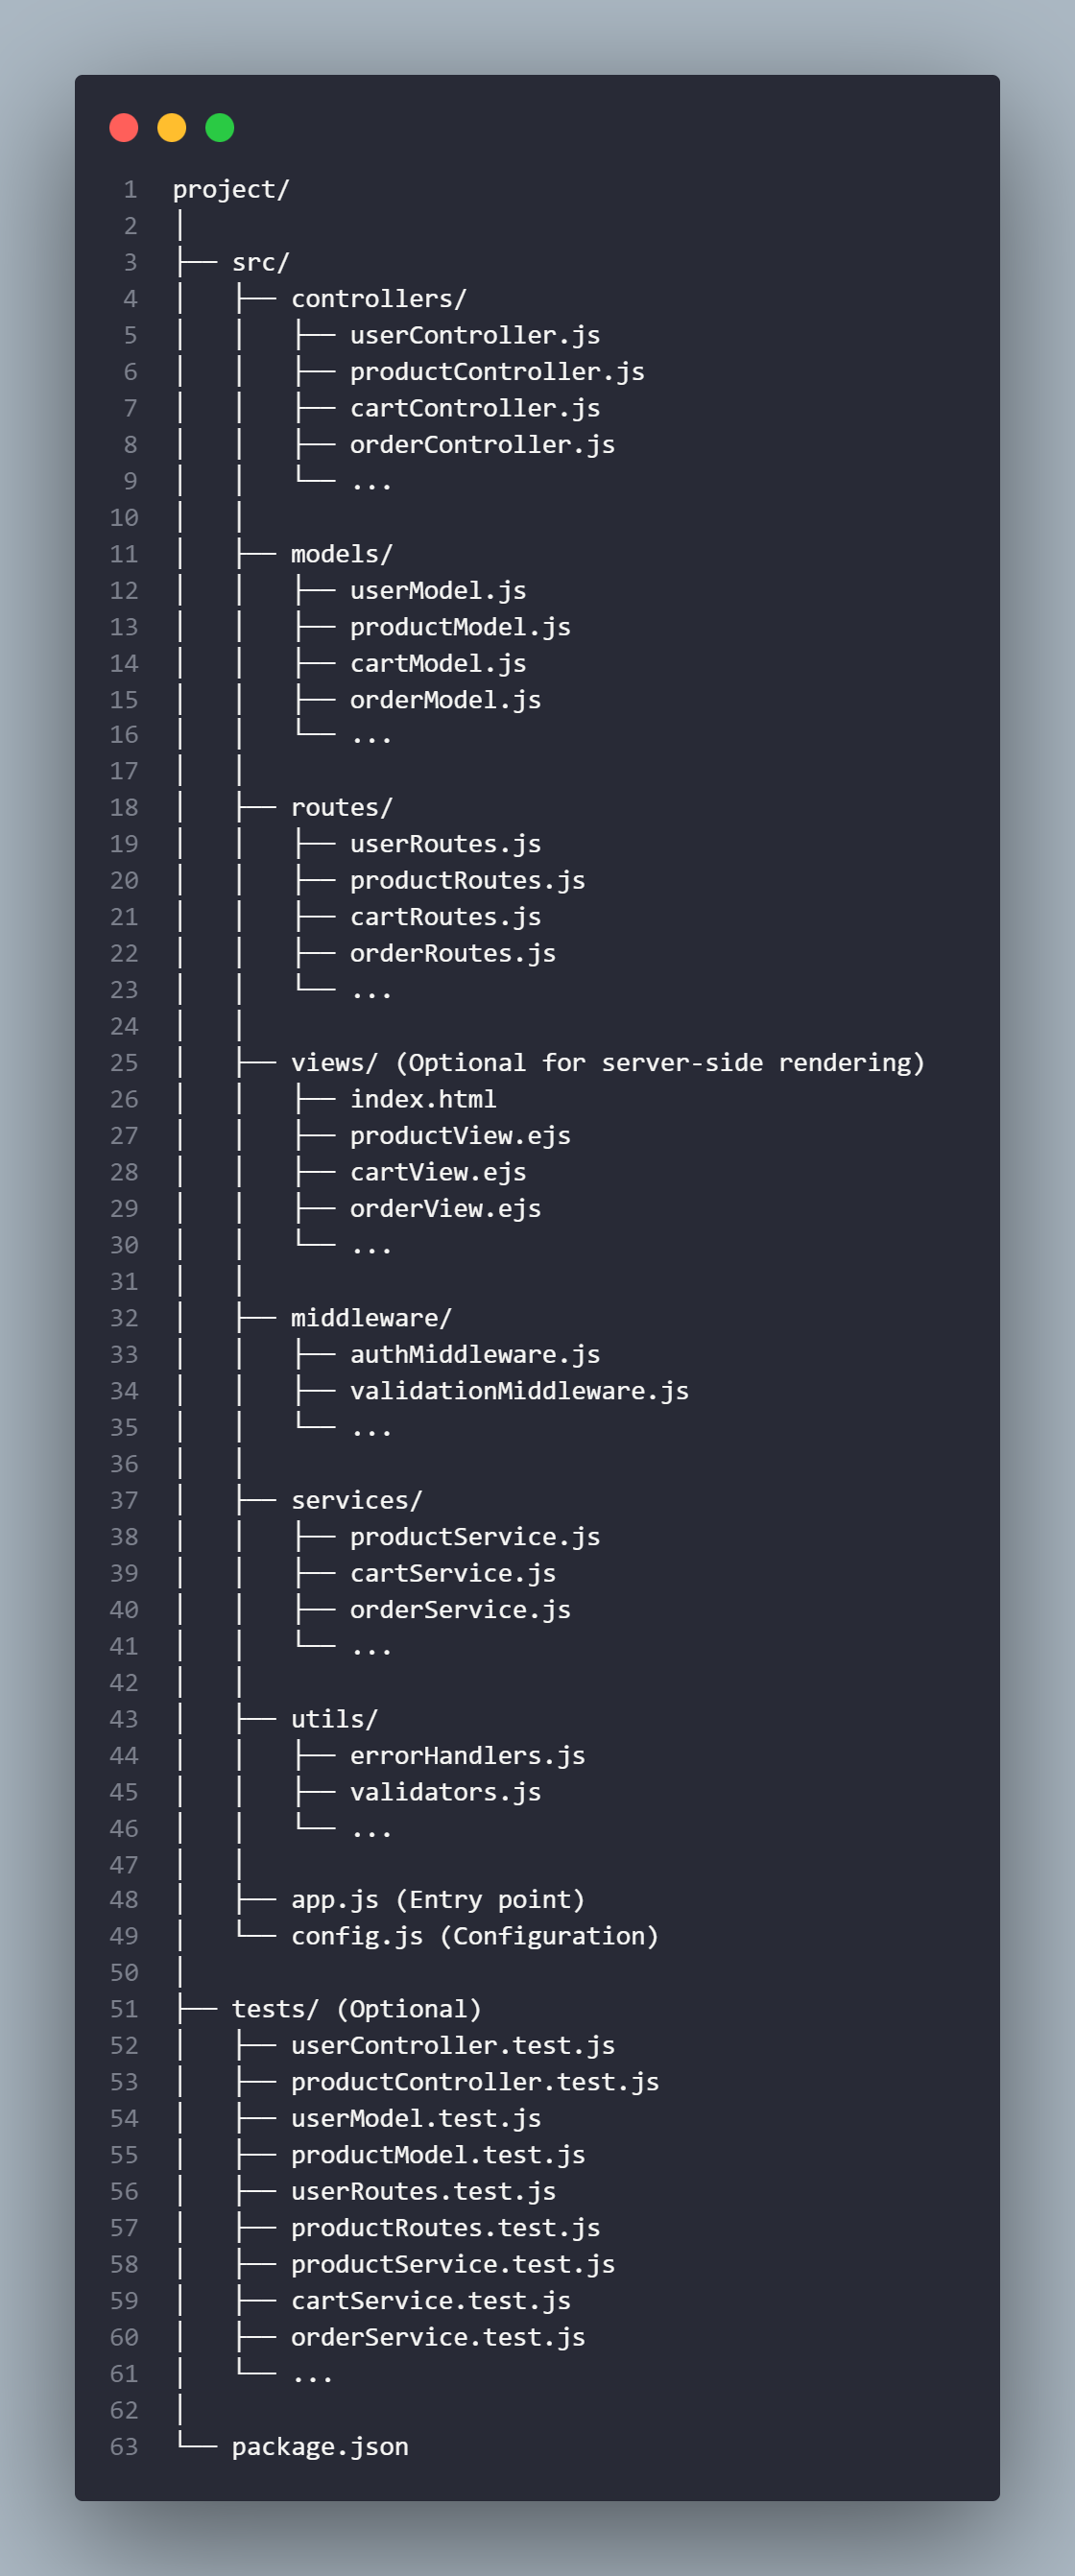 1 project/
2 │
3 ├── src/
4 │   ├── controllers/
5 │   │   ├── userController.js
6 │   │   ├── productController.js
7 │   │   ├── cartController.js
8 │   │   ├── orderController.js
9 │   │   └── ...
10 │   │
11 │   ├── models/
12 │   │   ├── userModel.js
13 │   │   ├── productModel.js
14 │   │   ├── cartModel.js
15 │   │   ├── orderModel.js
16 │   │   └── ...
17 │   │
18 │   ├── routes/
19 │   │   ├── userRoutes.js
20 │   │   ├── productRoutes.js
21 │   │   ├── cartRoutes.js
22 │   │   ├── orderRoutes.js
23 │   │   └── ...
24 │   │
25 │   ├── views/ (Optional for server-side rendering)
26 │   │   ├── index.html
27 │   │   ├── productView.ejs
28 │   │   ├── cartView.ejs
29 │   │   ├── orderView.ejs
30 │   │   └── ...
31 │   │
32 │   ├── middleware/
33 │   │   ├── authMiddleware.js
34 │   │   ├── validationMiddleware.js
35 │   │   └── ...
36 │   │
37 │   ├── services/
38 │   │   ├── productService.js
39 │   │   ├── cartService.js
40 │   │   ├── orderService.js
41 │   │   └── ...
42 │   │
43 │   ├── utils/
44 │   │   ├── errorHandlers.js
45 │   │   ├── validators.js
46 │   │   └── ...
47 │   │
48 │   ├── app.js (Entry point)
49 │   └── config.js (Configuration)
50 │
51 ├── tests/ (Optional)
52 │   ├── userController.test.js
53 │   ├── productController.test.js
54 │   ├── userModel.test.js
55 │   ├── productModel.test.js
56 │   ├── userRoutes.test.js
57 │   ├── productRoutes.test.js
58 │   ├── productService.test.js
59 │   ├── cartService.test.js
60 │   ├── orderService.test.js
61 │   └── ...
62 │
63 └── package.json